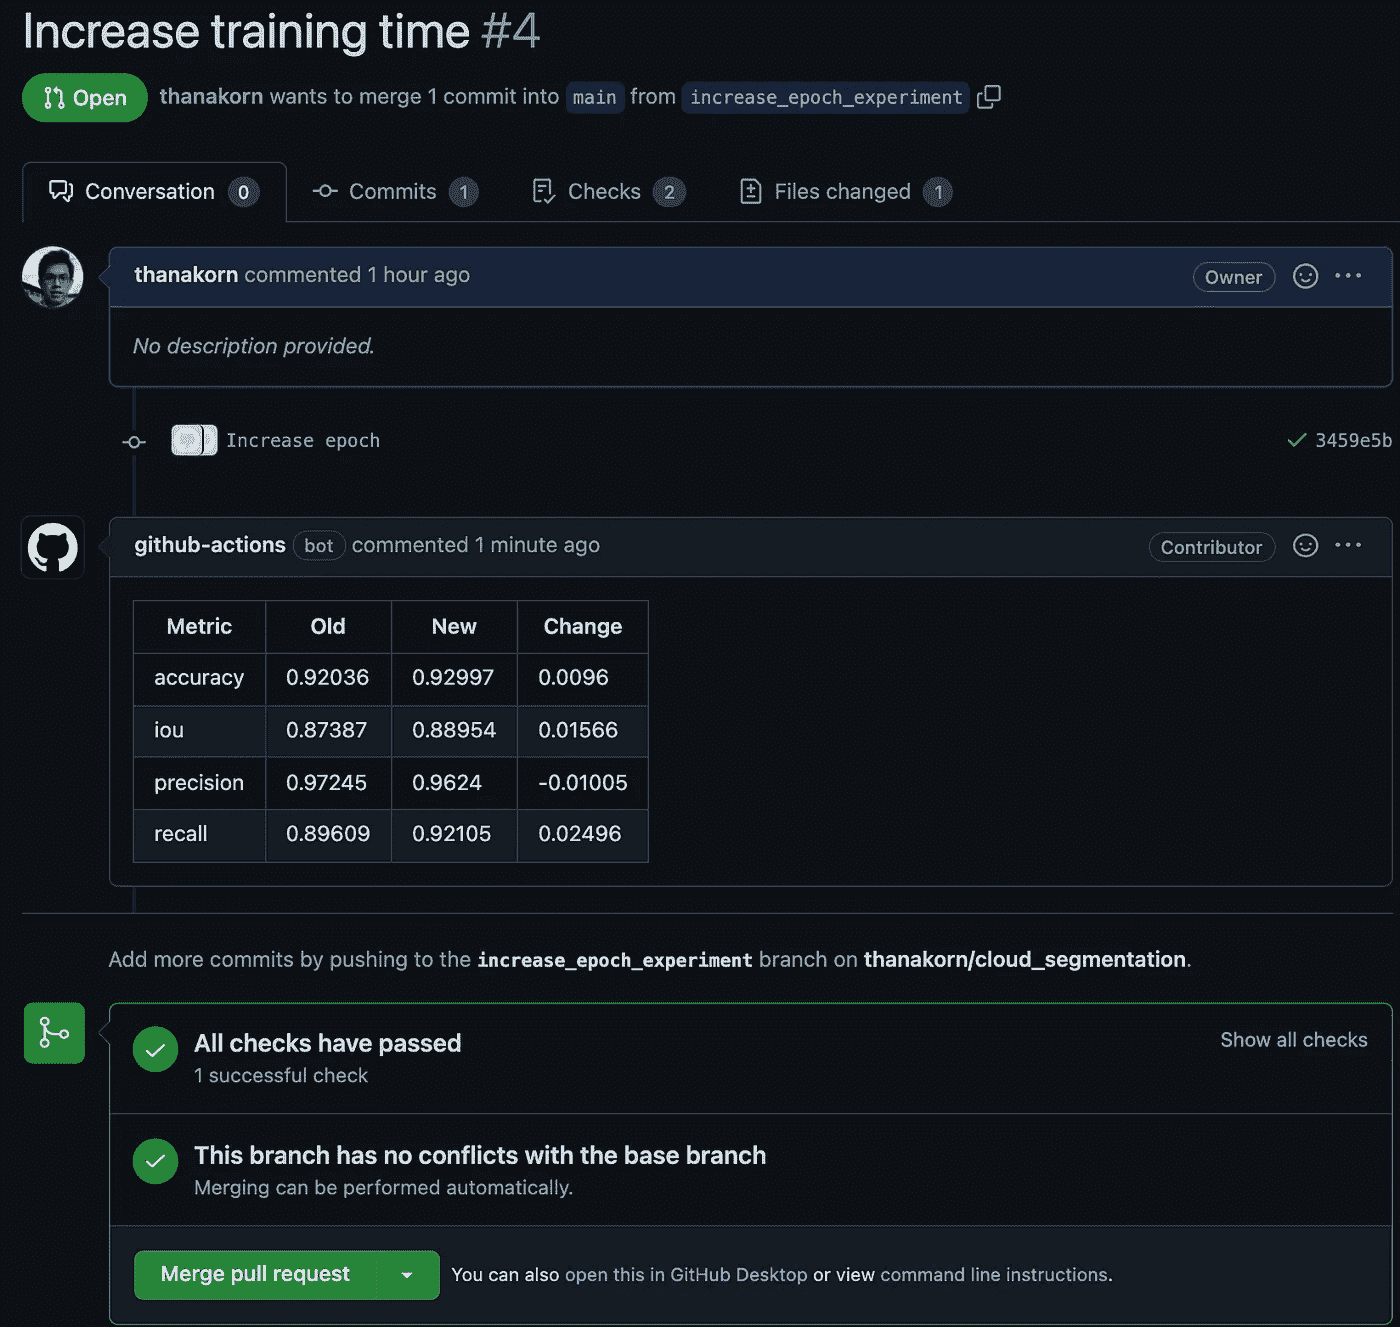 Increase training time #4
Open thanakorn wants to merge 1 commit into main from increase_epoch_experiment
Conversation 0 Commits 1 Checks 2 Files changed 1
thanakorn commented 1 hour ago Owner
No description provided.
Increase epoch 3459e5b
github-actions bot commented 1 minute ago Contributor
Metric Old New Change
accuracy 0.92036 0.92997 0.0096
iou 0.87387 0.88954 0.01566
precision 0.97245 0.9624 -0.01005
recall 0.89609 0.92105 0.02496
Add more commits by pushing to the increase_epoch_experiment branch on thanakorn/cloud_segmentation.
All checks have passed Show all checks
1 successful check
This branch has no conflicts with the base branch
Merging can be performed automatically.
Merge pull request You can also open this in GitHub Desktop or view command line instructions.